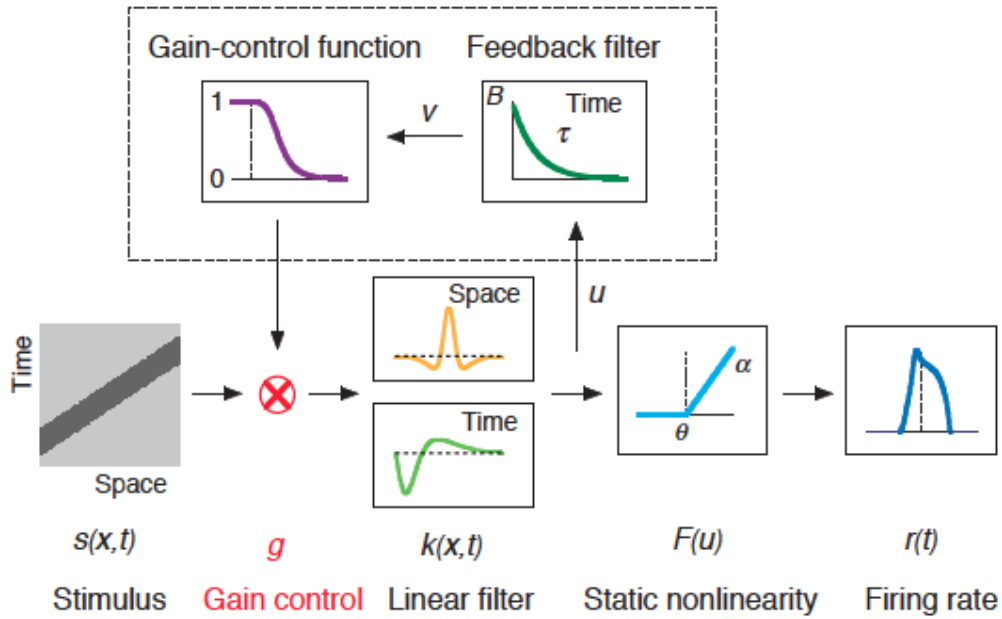 Gain-control function Feedback filter
1
0
v
B Time
τ
u
Space
Time
Time
Space
α
θ
s(x,t) g k(x,t) F(u) r(t)
Stimulus Gain control Linear filter Static nonlinearity Firing rate